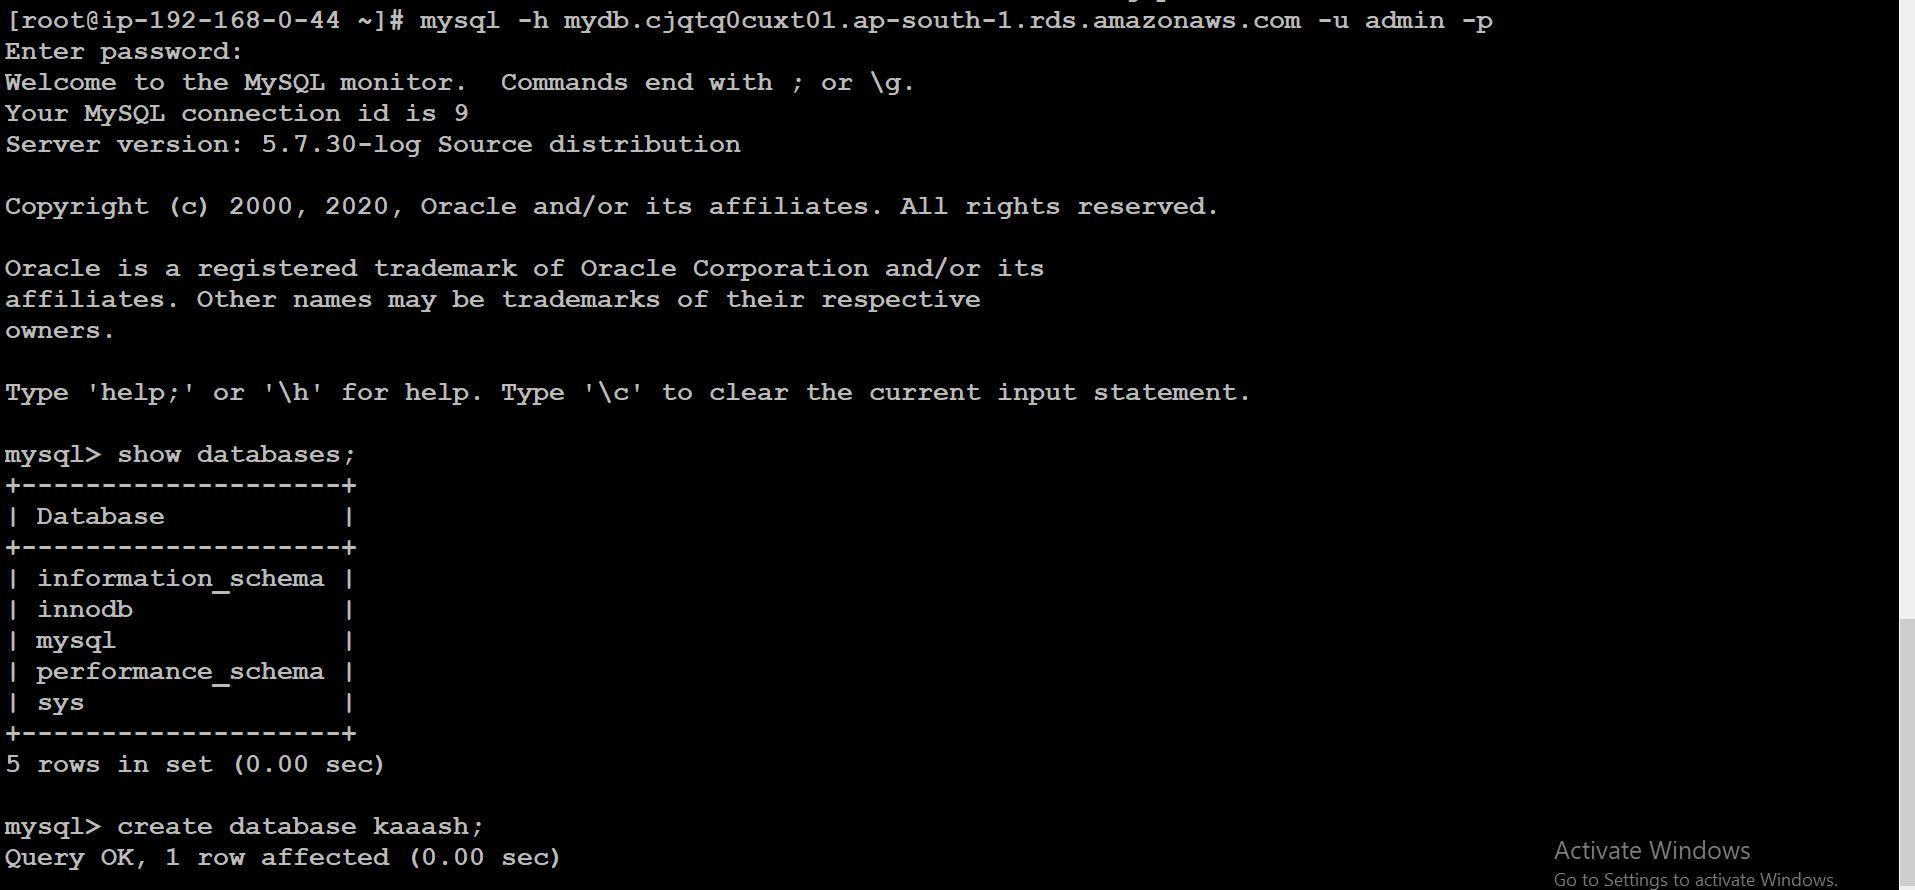 [root@ip-192-168-0-44 ~]# mysql -h mydb.cjqtq0cuxt01.ap-south-1.rds.amazonaws.com -u admin -p
Enter password:
Welcome to the MySQL monitor.  Commands end with ; or \g.
Your MySQL connection id is 9
Server version: 5.7.30-log Source distribution

Copyright (c) 2000, 2020, Oracle and/or its affiliates. All rights reserved.

Oracle is a registered trademark of Oracle Corporation and/or its
affiliates. Other names may be trademarks of their respective
owners.

Type 'help;' or '\h' for help. Type '\c' to clear the current input statement.

mysql> show databases;
+--------------------+
| Database           |
+--------------------+
| information_schema |
| innodb             |
| mysql              |
| performance_schema |
| sys                |
+--------------------+
5 rows in set (0.00 sec)

mysql> create database kaaash;
Query OK, 1 row affected (0.00 sec)
Activate Windows
Go to Settings to activate Windows.